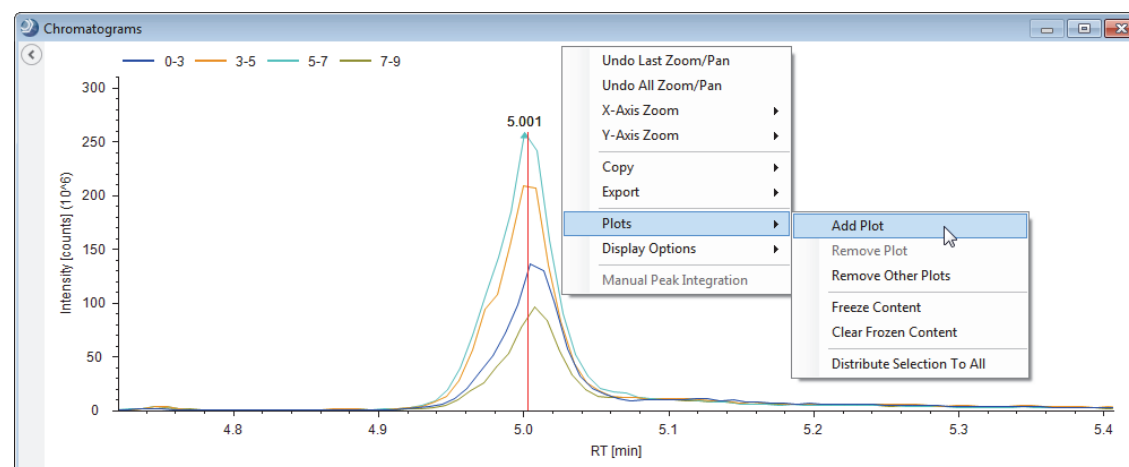 Chromatograms
0-3 3-5 5-7 7-9
300
250
200
150
100
50
0
Intensity [counts] (10^6)
5.001
4.8 4.9 5.0 5.1 5.2 5.3 5.4
RT [min]
Undo Last Zoom/Pan
Undo All Zoom/Pan
X-Axis Zoom
Y-Axis Zoom
Copy
Export
Plots
Display Options
Manual Peak Integration
Add Plot
Remove Plot
Remove Other Plots
Freeze Content
Clear Frozen Content
Distribute Selection To All